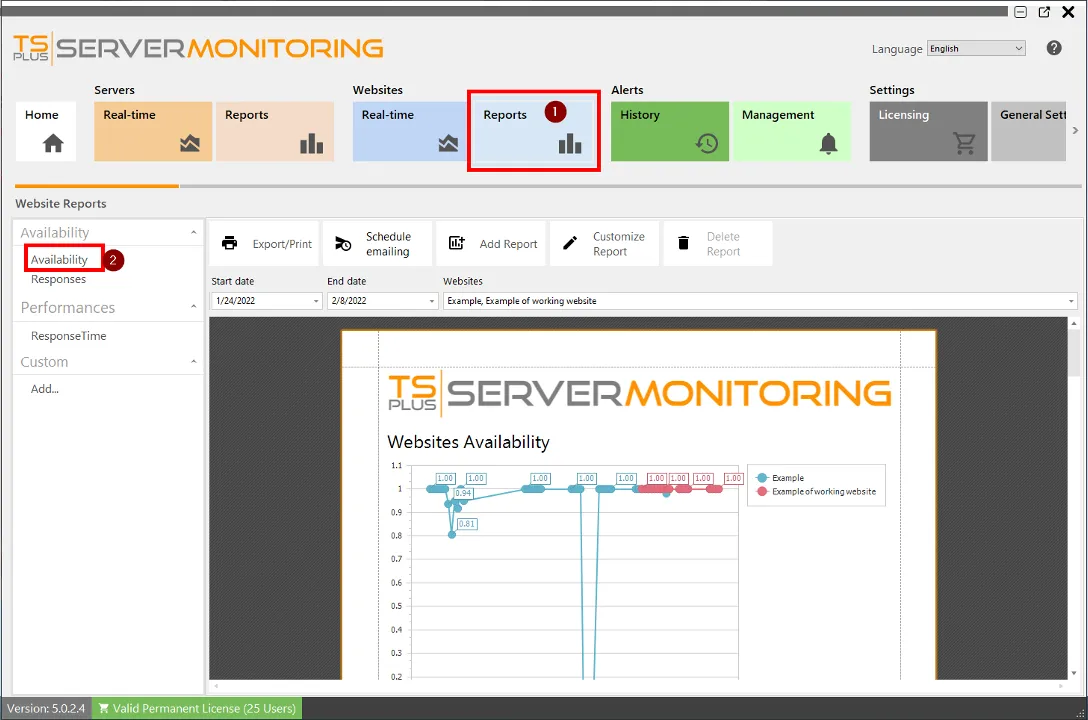 TS PLUS SERVER MONITORING
Language English
Servers Websites Alerts Settings
Home Real-time Reports Real-time Reports 1 History Management Licensing General Sett
Website Reports
Availability
Availability 2
Responses
Performances
ResponseTime
Custom
Add...
Export/Print
Schedule
emailing
Add Report
Customize
Report
Delete
Report
Start date End date Websites
1/24/2022 2/8/2022 Example, Example of working website
TS PLUS SERVER MONITORING
Websites Availability
1.1
1.00 1.00 1.00 1.00 1.00 1.00 1.00 1.00 1.00
Example
1
0.94
Example of working website
0.9
0.81
0.8
0.7
0.6
0.5
0.4
0.3
0.2
Version: 5.0.2.4 Valid Permanent License (25 Users)